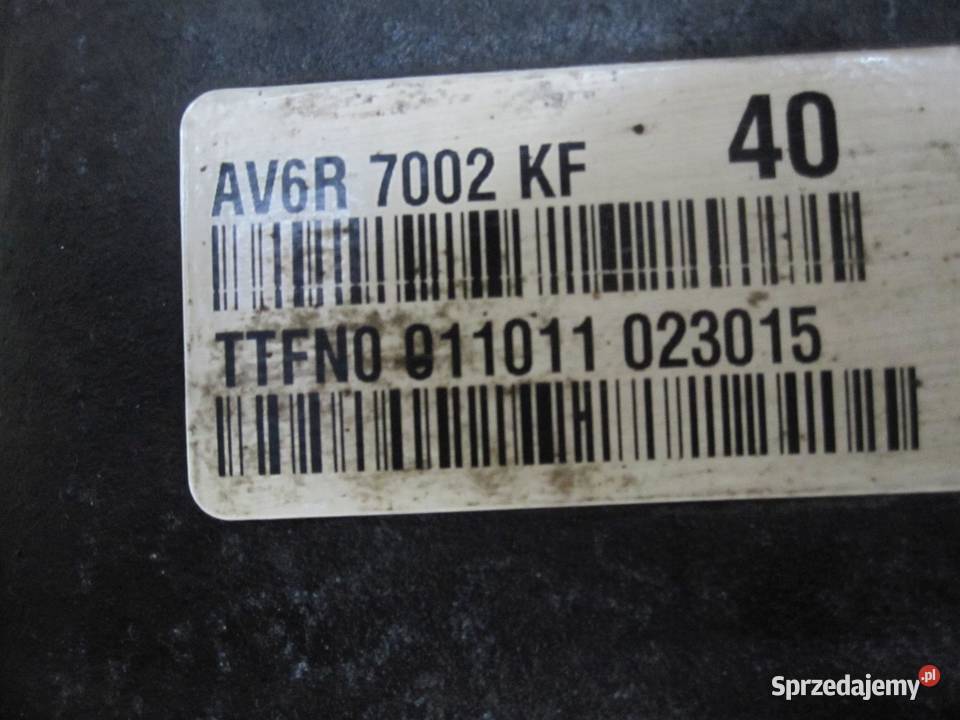 AV6R 7002 KF 40
TTFN0 011011 023015
Sprzedajemy.pl